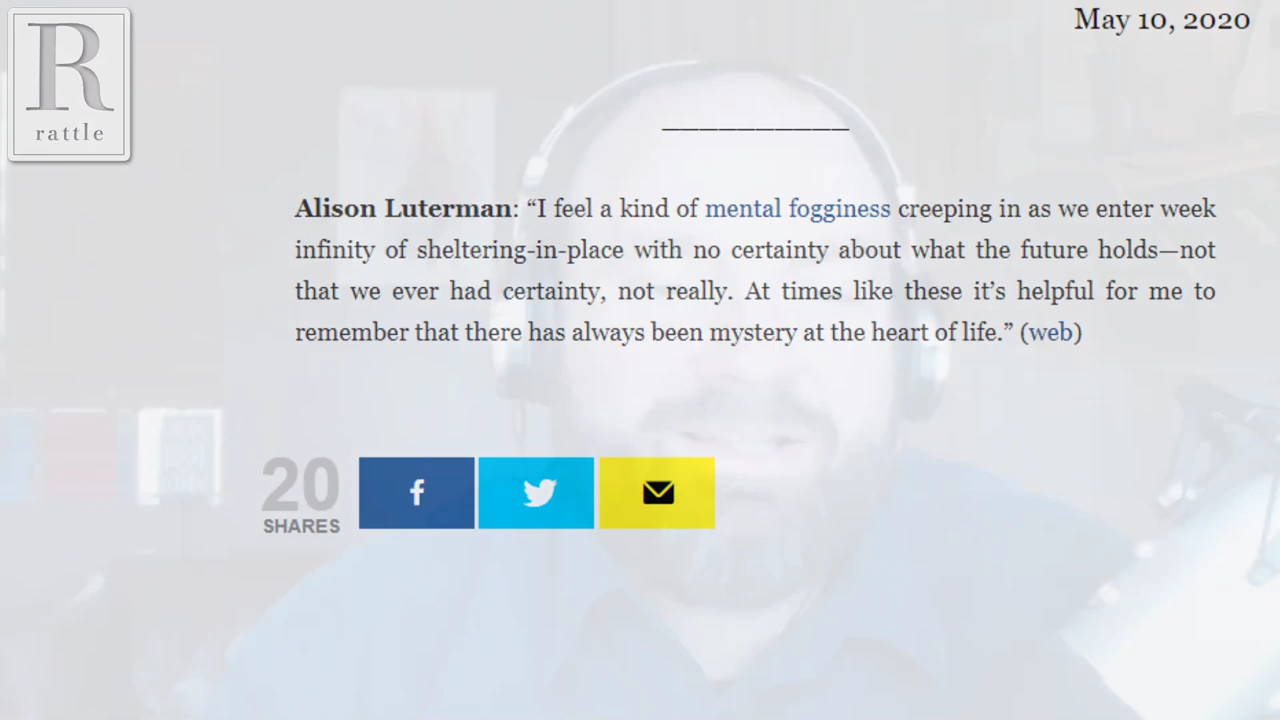 R
rattle
May 10, 2020
__________
Alison Luterman: “I feel a kind of mental fogginess creeping in as we enter week
infinity of sheltering-in-place with no certainty about what the future holds—not
that we ever had certainty, not really. At times like these it’s helpful for me to
remember that there has always been mystery at the heart of life.” (web)
20
SHARES
f